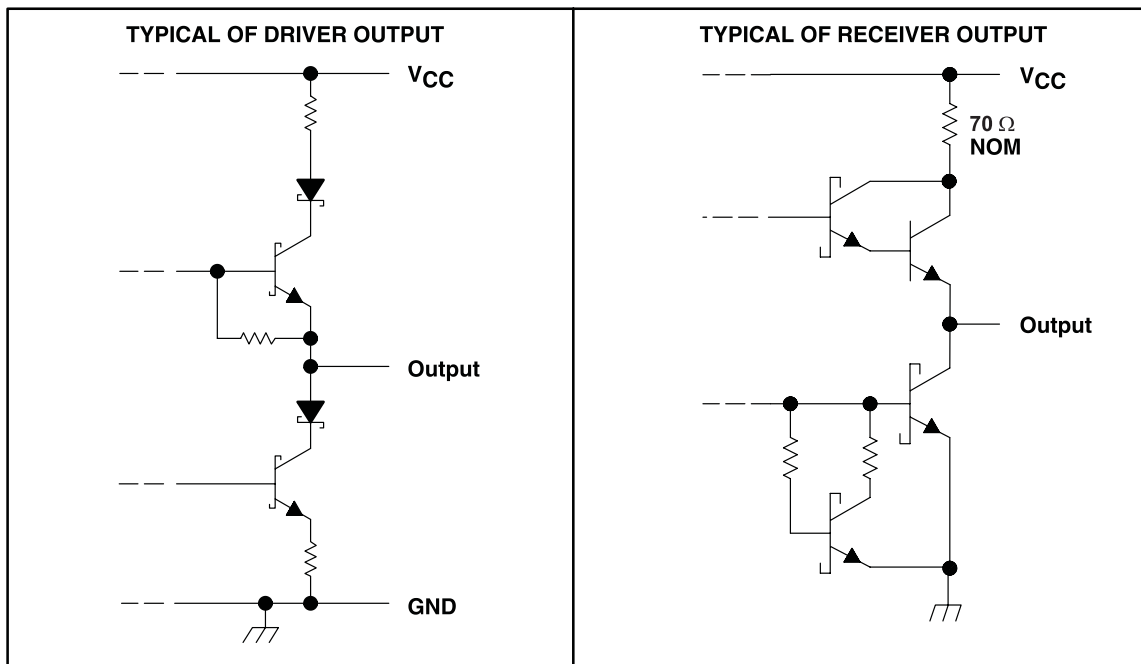 TYPICAL OF DRIVER OUTPUT
VCC
Output
GND
TYPICAL OF RECEIVER OUTPUT
VCC
70 Ω
NOM
Output